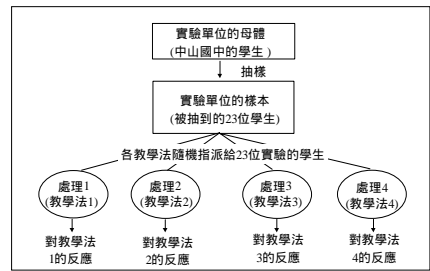 實驗單位的母體
(中山國中的學生 )
抽樣
實驗單位的樣本
(被抽到的23位學生)
各教學法隨機指派給23位實驗的學生
處理1
(教學法1)
處理2
(教學法2)
處理3
(教學法3)
處理4
(教學法4)
對教學法
1的反應
對教學法
2的反應
對教學法
3的反應
對教學法
4的反應